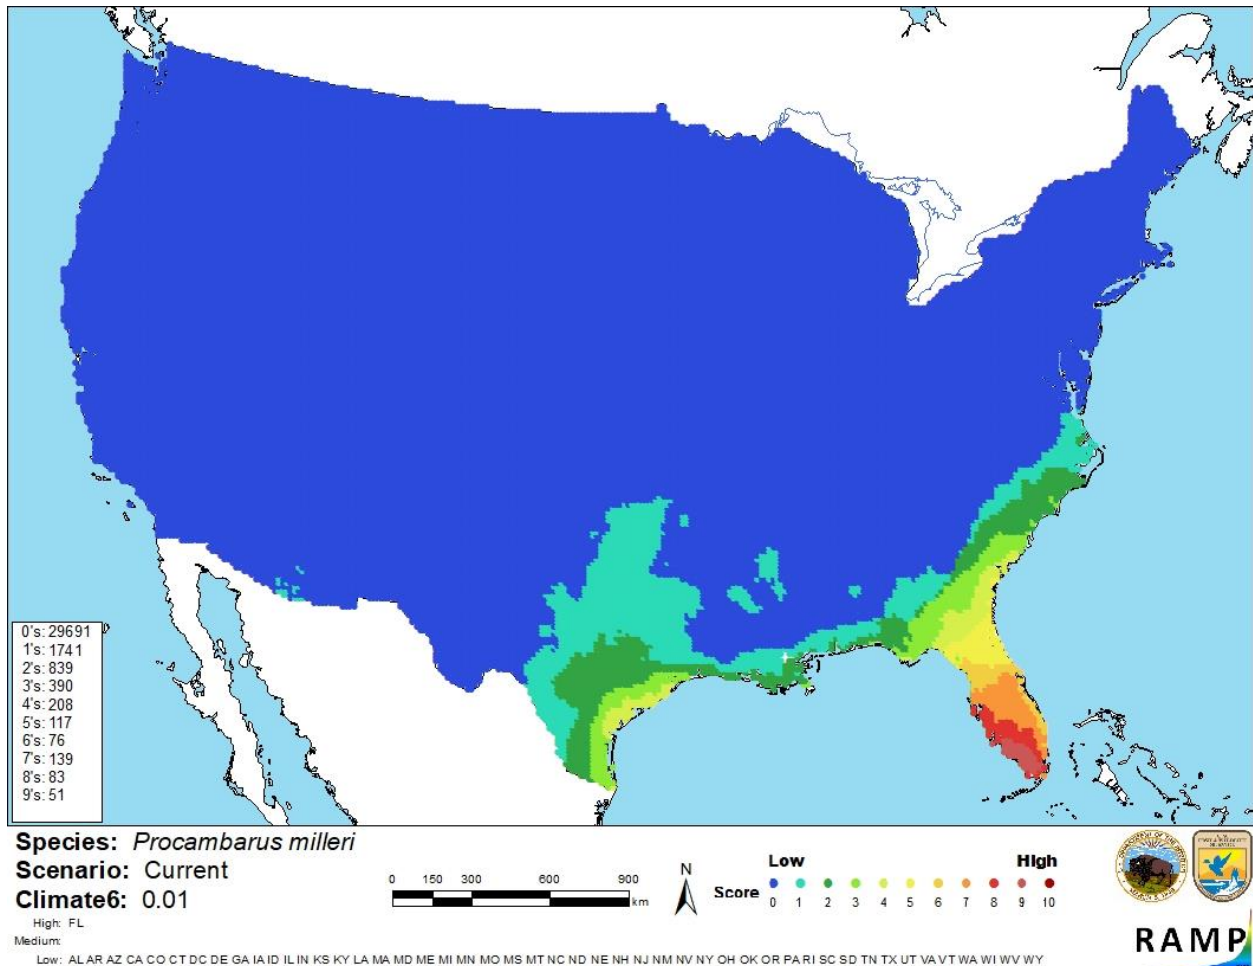 0's: 29691
1's: 1741
2's: 839
3's: 390
4's: 208
5's: 117
6's: 76
7's: 139
8's: 83
9's: 51
Species: Procambarus milleri
Scenario: Current
Climate6: 0.01
High: FL
Medium:
Low: AL AR AZ CA CO CT DC DE GA IA ID IL IN KS KY LA MA MD ME MI MN MO MS MT NC ND NE NH NJ NM NV NY OH OK OR PA RI SC SD TN TX UT VA VT WA WI WV WY
0 150 300 600 900
km
N
Low High
Score
0 1 2 3 4 5 6 7 8 9 10
RAMP